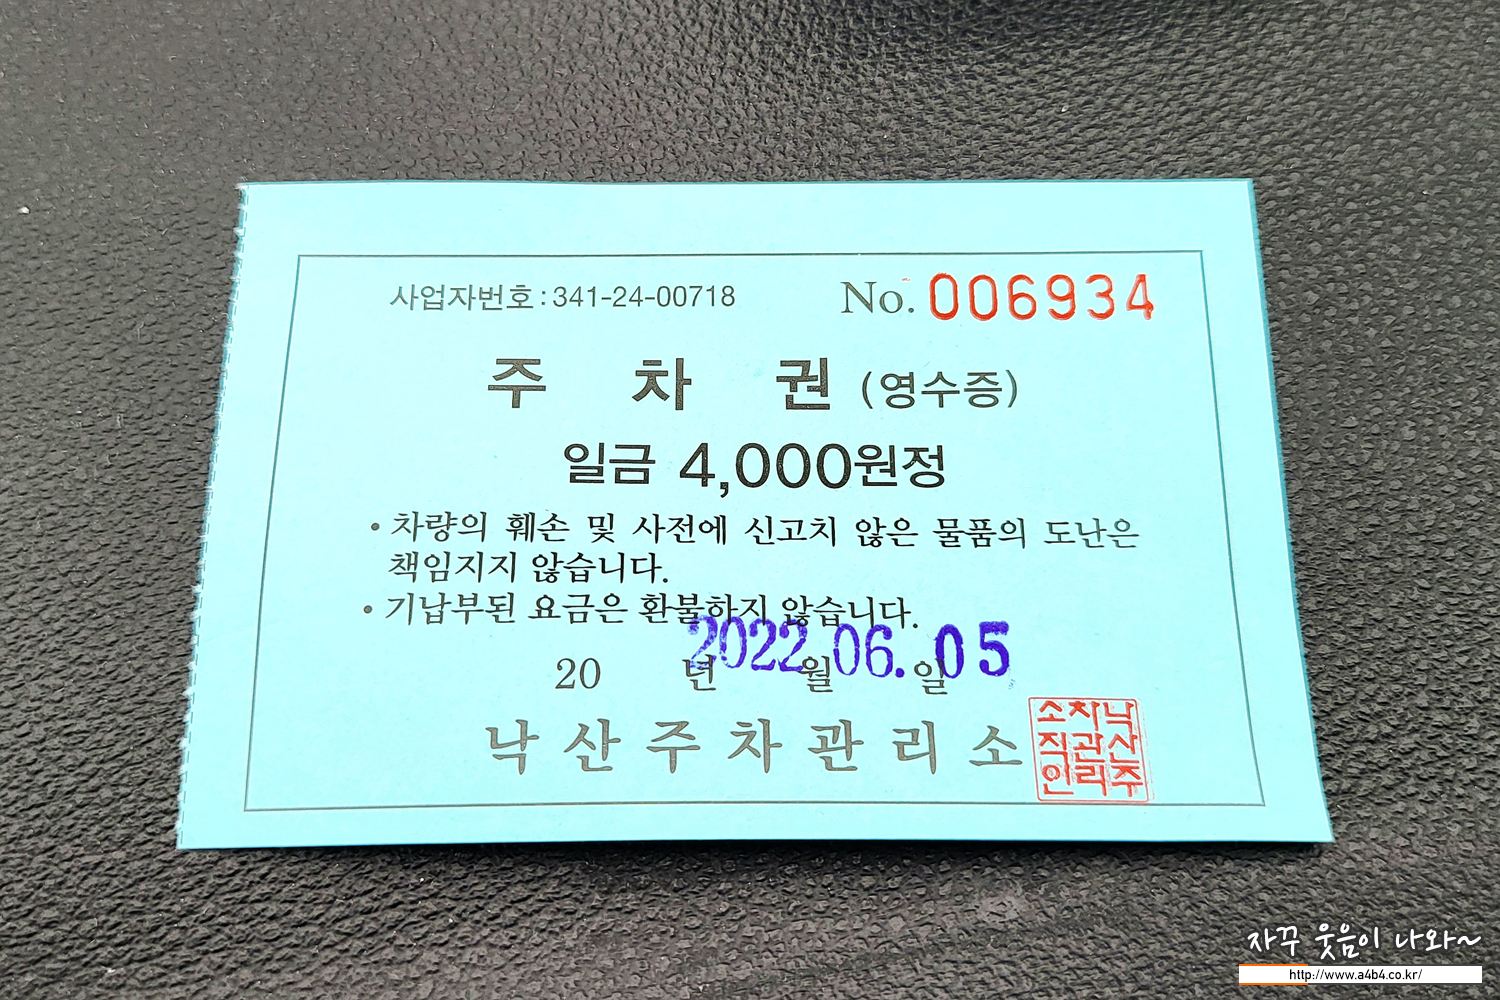 사업자번호 : 341-24-00718 No. 006934
주 차 권 (영수증)
일금 4,000원정
• 차량의 훼손 및 사전에 신고치 않은 물품의 도난은
책임지지 않습니다.
• 기납부된 요금은 환불하지 않습니다.
2022.06.05
20 년 월 일
낙산주차관리소
소차낙
직관산
인리주
자꾸 웃음이 나와~
http://www.a4b4.co.kr/